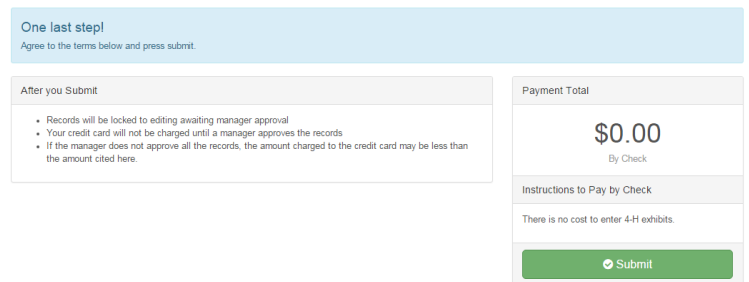 One last step!
Agree to the terms below and press submit.
After you Submit
Records will be locked to editing awaiting manager approval
Your credit card will not be charged until a manager approves the records
If the manager does not approve all the records, the amount charged to the credit card may be less than
the amount cited here.
Payment Total
$0.00
By Check
Instructions to Pay by Check
There is no cost to enter 4-H exhibits.
Submit